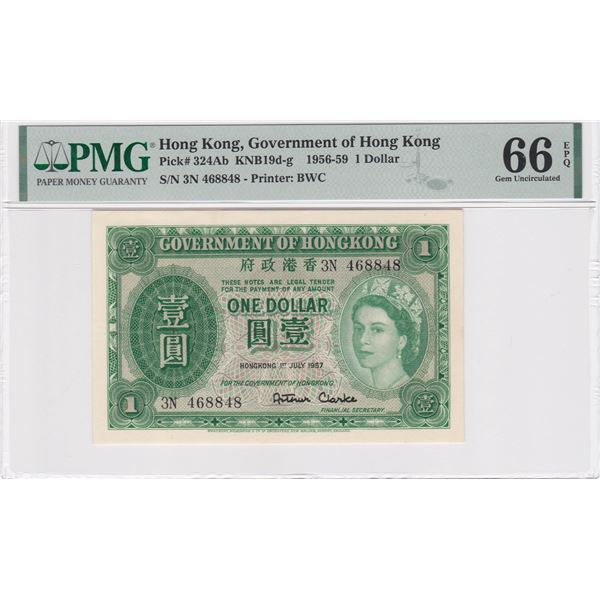 PMG
PAPER MONEY GUARANTY
Hong Kong, Government of Hong Kong
Pick# 324Ab KNB19d-g 1956-59 1 Dollar
S/N 3N 468848 - Printer: BWC
66 EPQ
Gem Uncirculated
壹 GOVERNMENT OF HONGKONG 1
府政港香 3N 468848
THESE NOTES ARE LEGAL TENDER
FOR THE PAYMENT OF ANY AMOUNT
ONE DOLLAR
壹圓
圓壹
HONGKONG 1ST JULY 1957
FOR THE GOVERNMENT OF HONGKONG
1 3N 468848 Arthur Clarke 壹
FINANCIAL SECRETARY